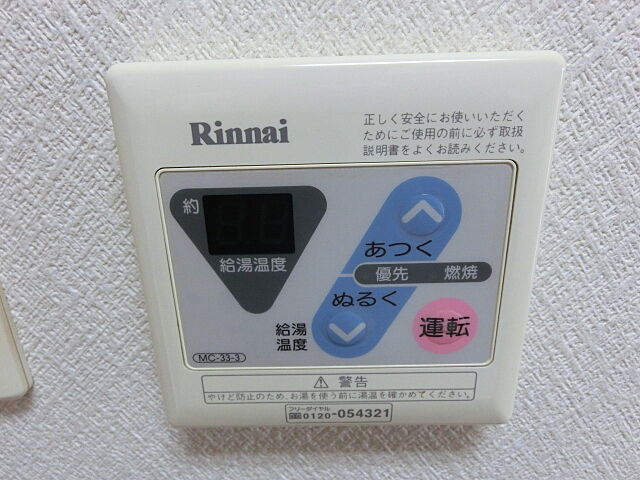 Rinnai
正しく安全にお使いいただく
ためにご使用の前に必ず取扱
説明書をよくお読みください。
約
給湯温度
あつく
優先 燃焼
ぬるく
給湯
温度
運転
MC-33-3
⚠ 警告
やけど防止のため、お湯を使う前に湯温を確かめてください。
フリーダイヤル
0120-054321